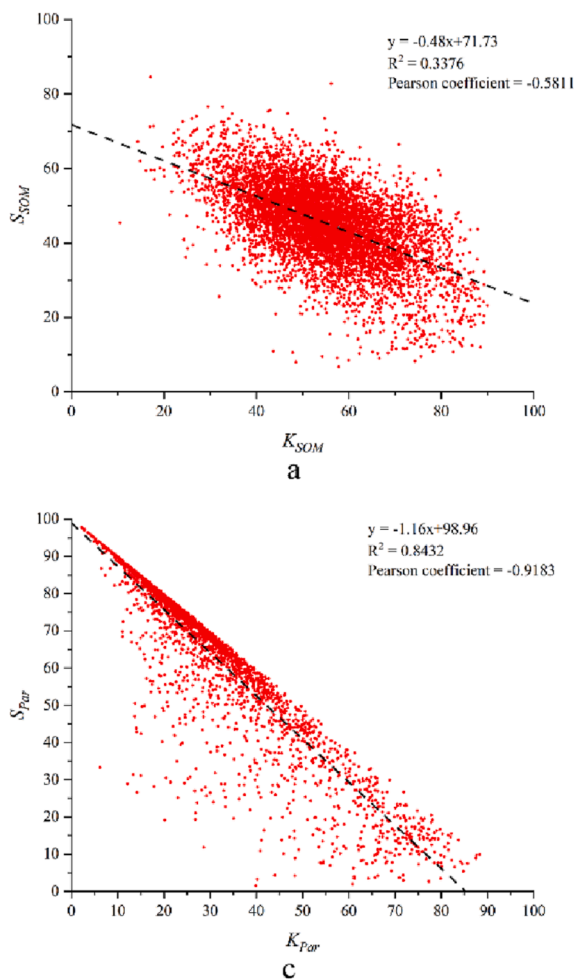 y = -0.48x+71.73
R² = 0.3376
Pearson coefficient = -0.5811
100
80
60
40
20
0
S_SOM
0 20 40 60 80 100
K_SOM
a
y = -1.16x+98.96
R² = 0.8432
Pearson coefficient = -0.9183
100
90
80
70
60
50
40
30
20
10
0
S_Par
0 10 20 30 40 50 60 70 80 90 100
K_Par
c